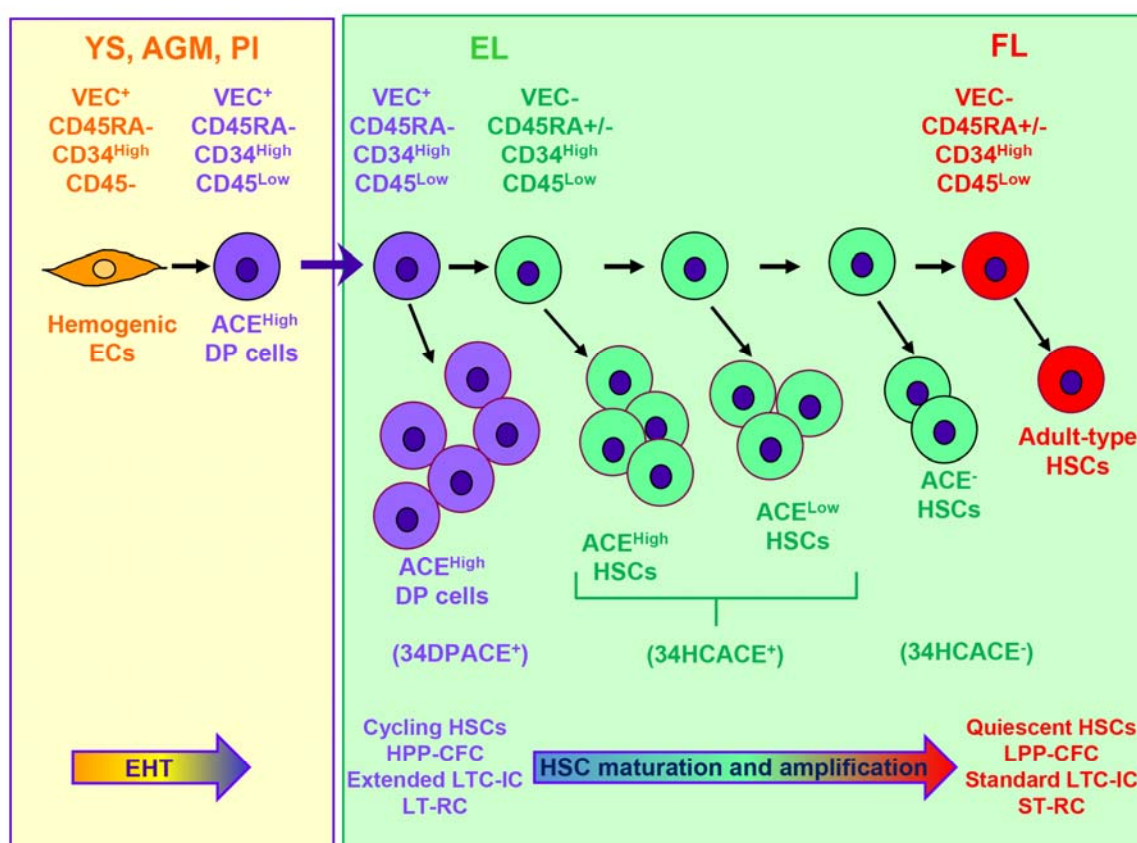 YS, AGM, Pl
VEC+
CD45RA-
CD34High
CD45-
VEC+
CD45RA-
CD34High
CD45Low
Hemogenic
ECs
ACEHigh
DP cells
EHT
EL
FL
VEC+
CD45RA-
CD34High
CD45Low
VEC-
CD45RA+/-
CD34High
CD45Low
VEC-
CD45RA+/-
CD34High
CD45Low
ACEHigh
DP cells
ACEHigh
HSCs
ACELow
HSCs
ACE-
HSCs
Adult-type
HSCs
(34DPACE+)
(34HCACE+)
(34HCACE-)
Cycling HSCs
HPP-CFC
Extended LTC-IC
LT-RC
HSC maturation and amplification
Quiescent HSCs
LPP-CFC
Standard LTC-IC
ST-RC